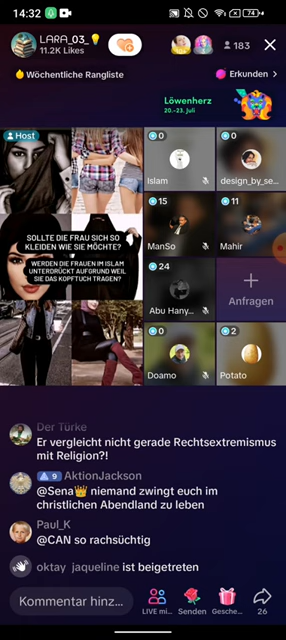 14:32
74
LARA_03_💡
11.2K Likes
183
Wöchentliche Rangliste
Erkunden >
Löwenherz
20.–23. Juli
Host
SOLLTE DIE FRAU SICH SO
KLEIDEN WIE SIE MÖCHTE?
WERDEN DIE FRAUEN IM ISLAM
UNTERDRÜCKT AUFGRUND WEIL
SIE DAS KOPFTUCH TRAGEN?
0
Islam
0
design_by_se...
15
ManSo
11
Mahir
24
Abu Hany...
+
Anfragen
0
Doamo
2
Potato
Der Türke
Er vergleicht nicht gerade Rechtsextremismus
mit Religion?!
9 AktionJackson
@Sena👑 niemand zwingt euch im
christlichen Abendland zu leben
Paul_K
@CAN so rachsüchtig
oktay jaqueline ist beigetreten
Kommentar hinz...
LIVE mi...
Senden
Gesche...
26